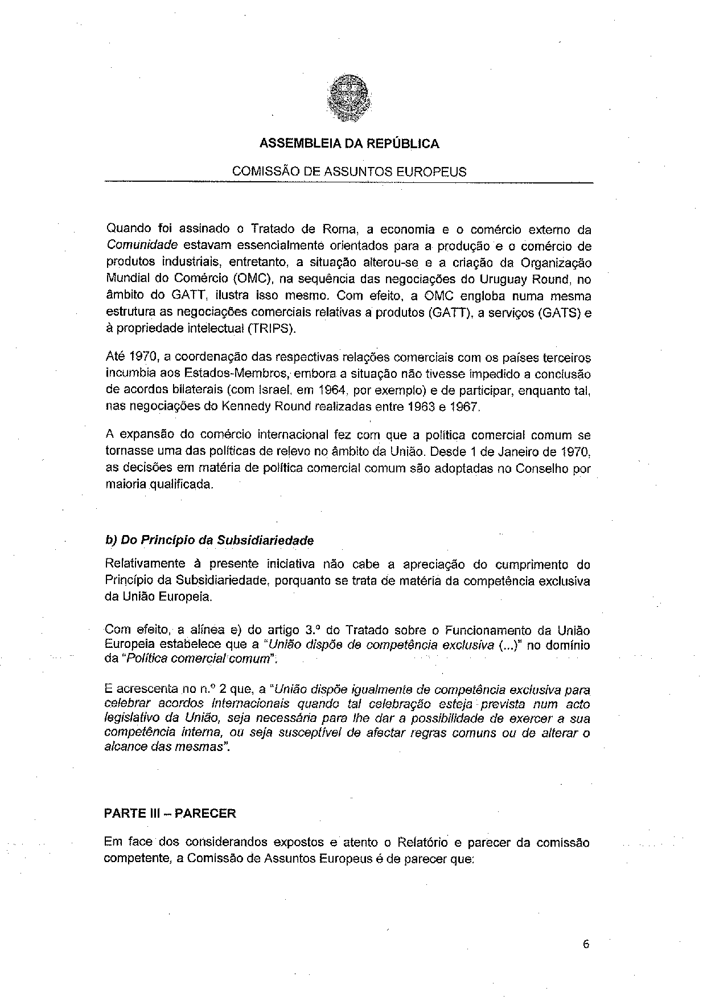 ASSEMBLEIA DA REPÚBLICA
COMISSÃO DE ASSUNTOS EUROPEUS
Quando foi assinado o Tratado de Roma, a economia e o comércio externo da
Comunidade estavam essencialmente orientados para a produção e o comércio de
produtos industriais, entretanto, a situação alterou-se e a criação da Organização
Mundial do Comércio (OMC), na sequência das negociações do Uruguay Round, no
âmbito do GATT, ilustra isso mesmo. Com efeito, a OMC engloba numa mesma
estrutura as negociações comerciais relativas a produtos (GATT), a serviços (GATS) e
à propriedade intelectual (TRIPS).
Até 1970, a coordenação das respectivas relações comerciais com os países terceiros
incumbia aos Estados-Membros, embora a situação não tivesse impedido a conclusão
de acordos bilaterais (com Israel, em 1964, por exemplo) e de participar, enquanto tal,
nas negociações do Kennedy Round realizadas entre 1963 e 1967.
A expansão do comércio internacional fez com que a política comercial comum se
tornasse uma das políticas de relevo no âmbito da União. Desde 1 de Janeiro de 1970,
as decisões em matéria de política comercial comum são adoptadas no Conselho por
maioria qualificada.
b) Do Princípio da Subsidiariedade
Relativamente à presente iniciativa não cabe a apreciação do cumprimento do
Princípio da Subsidiariedade, porquanto se trata de matéria da competência exclusiva
da União Europeia.
Com efeito, a alínea e) do artigo 3.º do Tratado sobre o Funcionamento da União
Europeia estabelece que a "União dispõe de competência exclusiva (...)" no domínio
da "Política comercial comum".
E acrescenta no n.º 2 que, a "União dispõe igualmente de competência exclusiva para
celebrar acordos internacionais quando tal celebração esteja prevista num acto
legislativo da União, seja necessária para lhe dar a possibilidade de exercer a sua
competência interna, ou seja susceptível de afectar regras comuns ou de alterar o
alcance das mesmas".
PARTE III – PARECER
Em face dos considerandos expostos e atento o Relatório e parecer da comissão
competente, a Comissão de Assuntos Europeus é de parecer que:
6